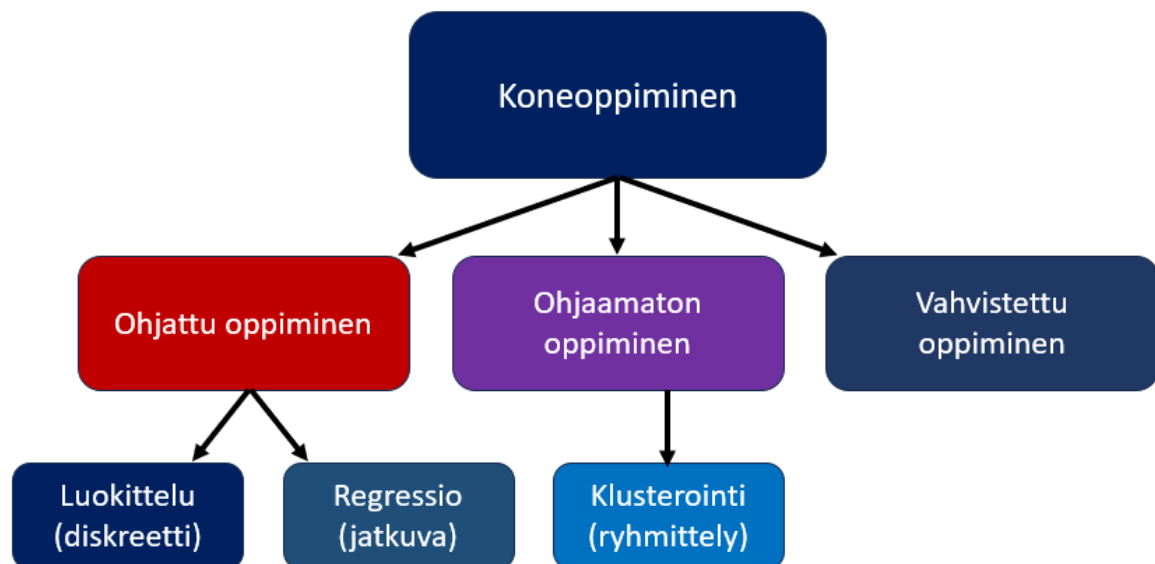 Koneoppiminen
Ohjattu oppiminen
Ohjaamaton
oppiminen
Vahvistettu
oppiminen
Luokittelu
(diskreetti)
Regressio
(jatkuva)
Klusterointi
(ryhmittely)